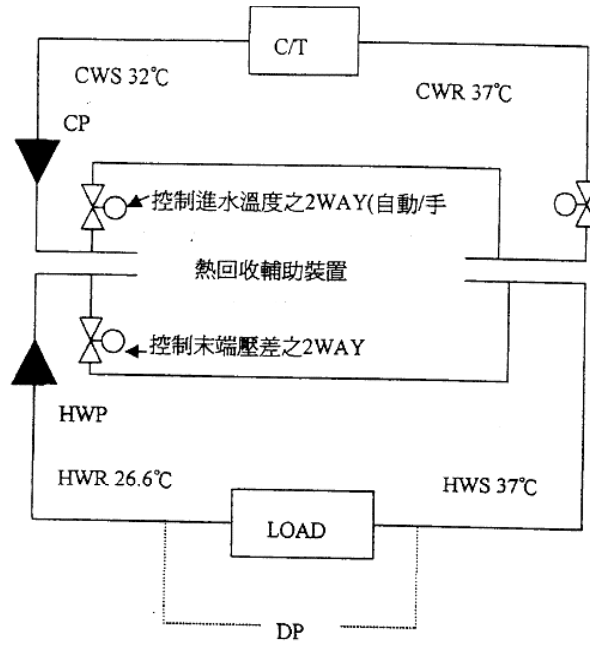 C/T
CWS 32℃
CWR 37℃
CP
控制進水溫度之2WAY(自動/手
熱回收輔助裝置
控制末端壓差之2WAY
HWP
HWR 26.6℃
HWS 37℃
LOAD
DP